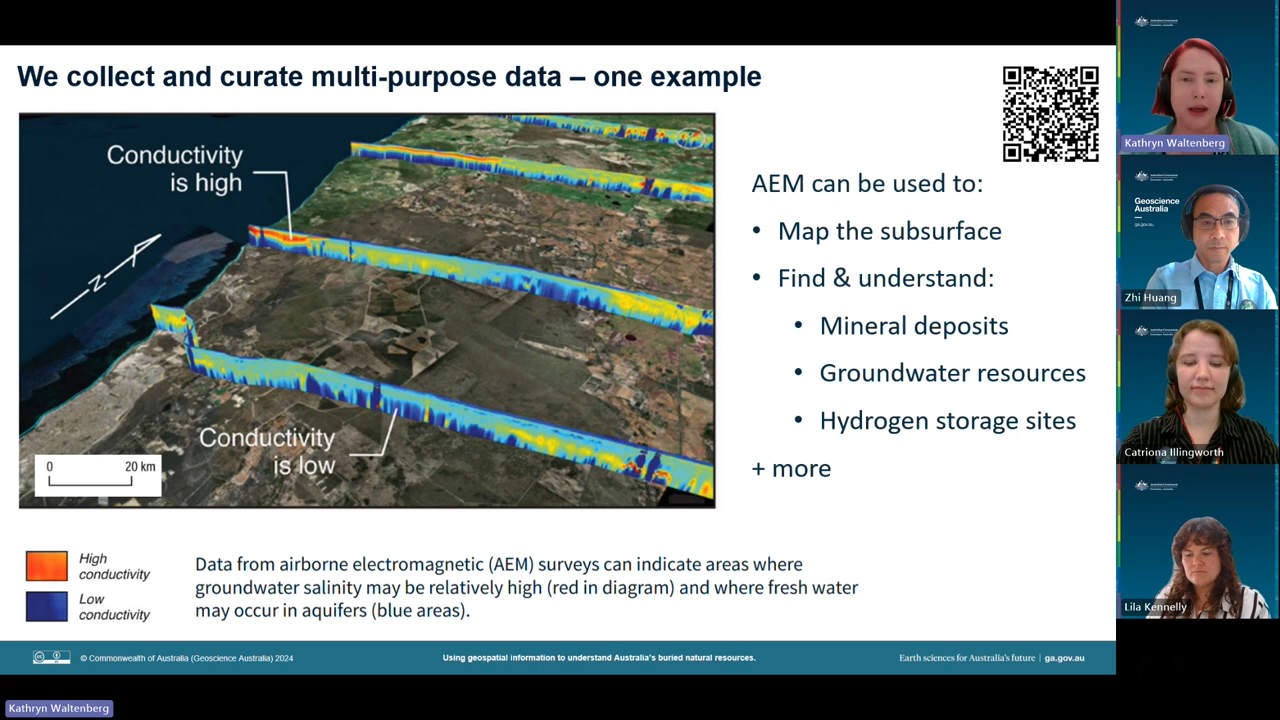 We collect and curate multi-purpose data – one example
Conductivity
is high
N
Conductivity
is low
0 20 km
AEM can be used to:
• Map the subsurface
• Find & understand:
• Mineral deposits
• Groundwater resources
• Hydrogen storage sites
+ more
High
conductivity
Low
conductivity
Data from airborne electromagnetic (AEM) surveys can indicate areas where
groundwater salinity may be relatively high (red in diagram) and where fresh water
may occur in aquifers (blue areas).
© Commonwealth of Australia (Geoscience Australia) 2024
Using geospatial information to understand Australia's buried natural resources.
Earth sciences for Australia's future | ga.gov.au
Kathryn Waltenberg
Geoscience
Australia
ga.gov.au
Zhi Huang
Catriona Illingworth
Lila Kennelly
Kathryn Waltenberg